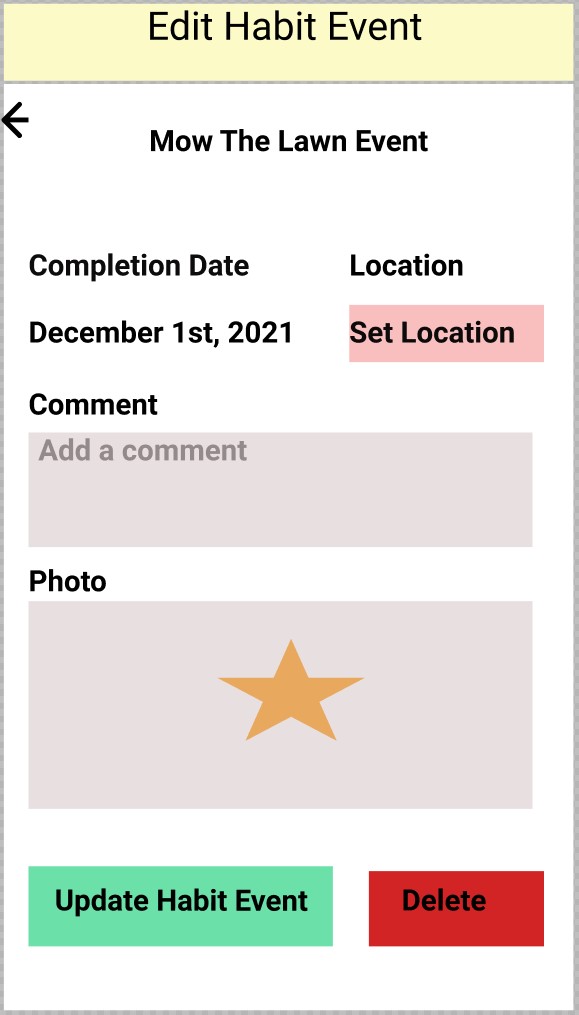 Edit Habit Event
Mow The Lawn Event
Completion Date
Location
December 1st, 2021
Set Location
Comment
Add a comment
Photo
Update Habit Event
Delete